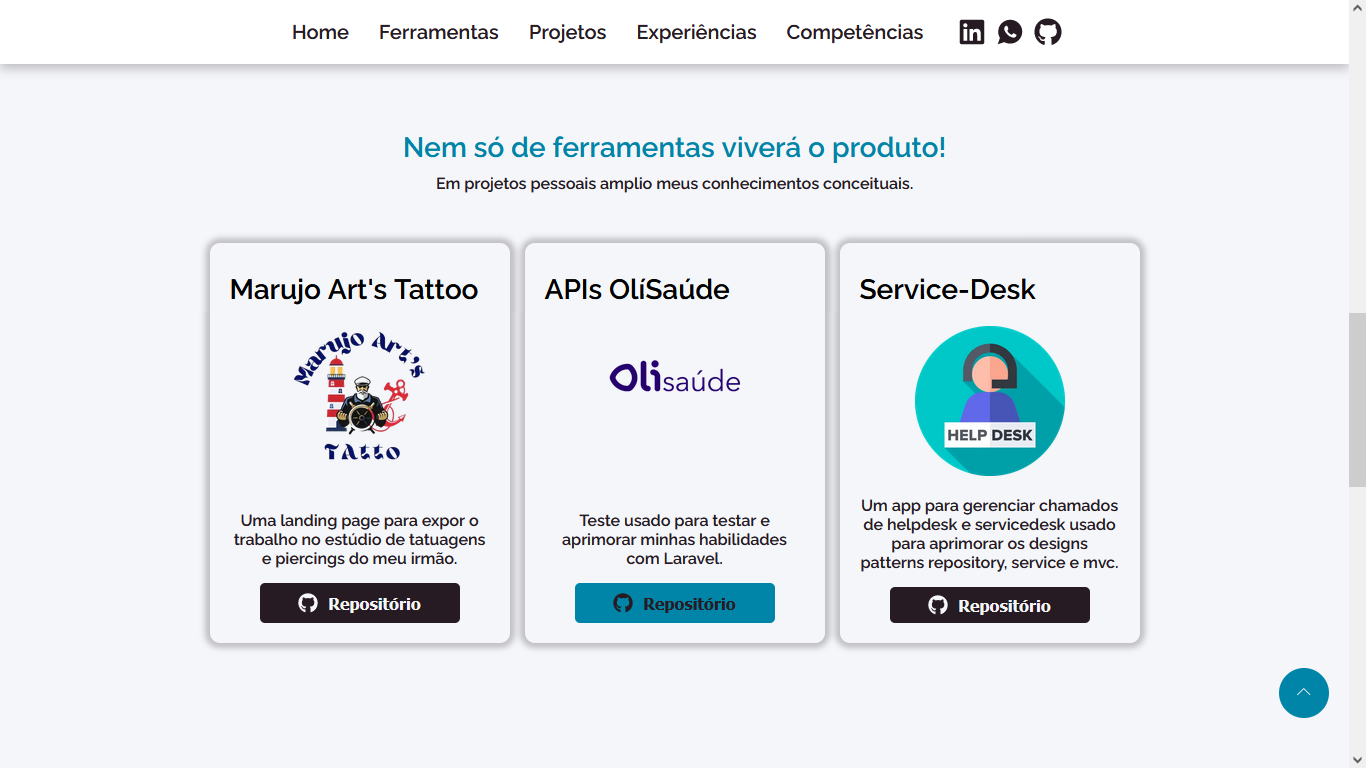 Home Ferramentas Projetos Experiências Competências
Nem só de ferramentas viverá o produto!
Em projetos pessoais amplio meus conhecimentos conceituais.
Marujo Art's Tattoo
Marujo Art's
TAtto
Uma landing page para expor o
trabalho no estúdio de tatuagens
e piercings do meu irmão.
Repositório
APIs OlíSaúde
Olisaúde
Teste usado para testar e
aprimorar minhas habilidades
com Laravel.
Repositório
Service-Desk
HELP DESK
Um app para gerenciar chamados
de helpdesk e servicedesk usado
para aprimorar os designs
patterns repository, service e mvc.
Repositório